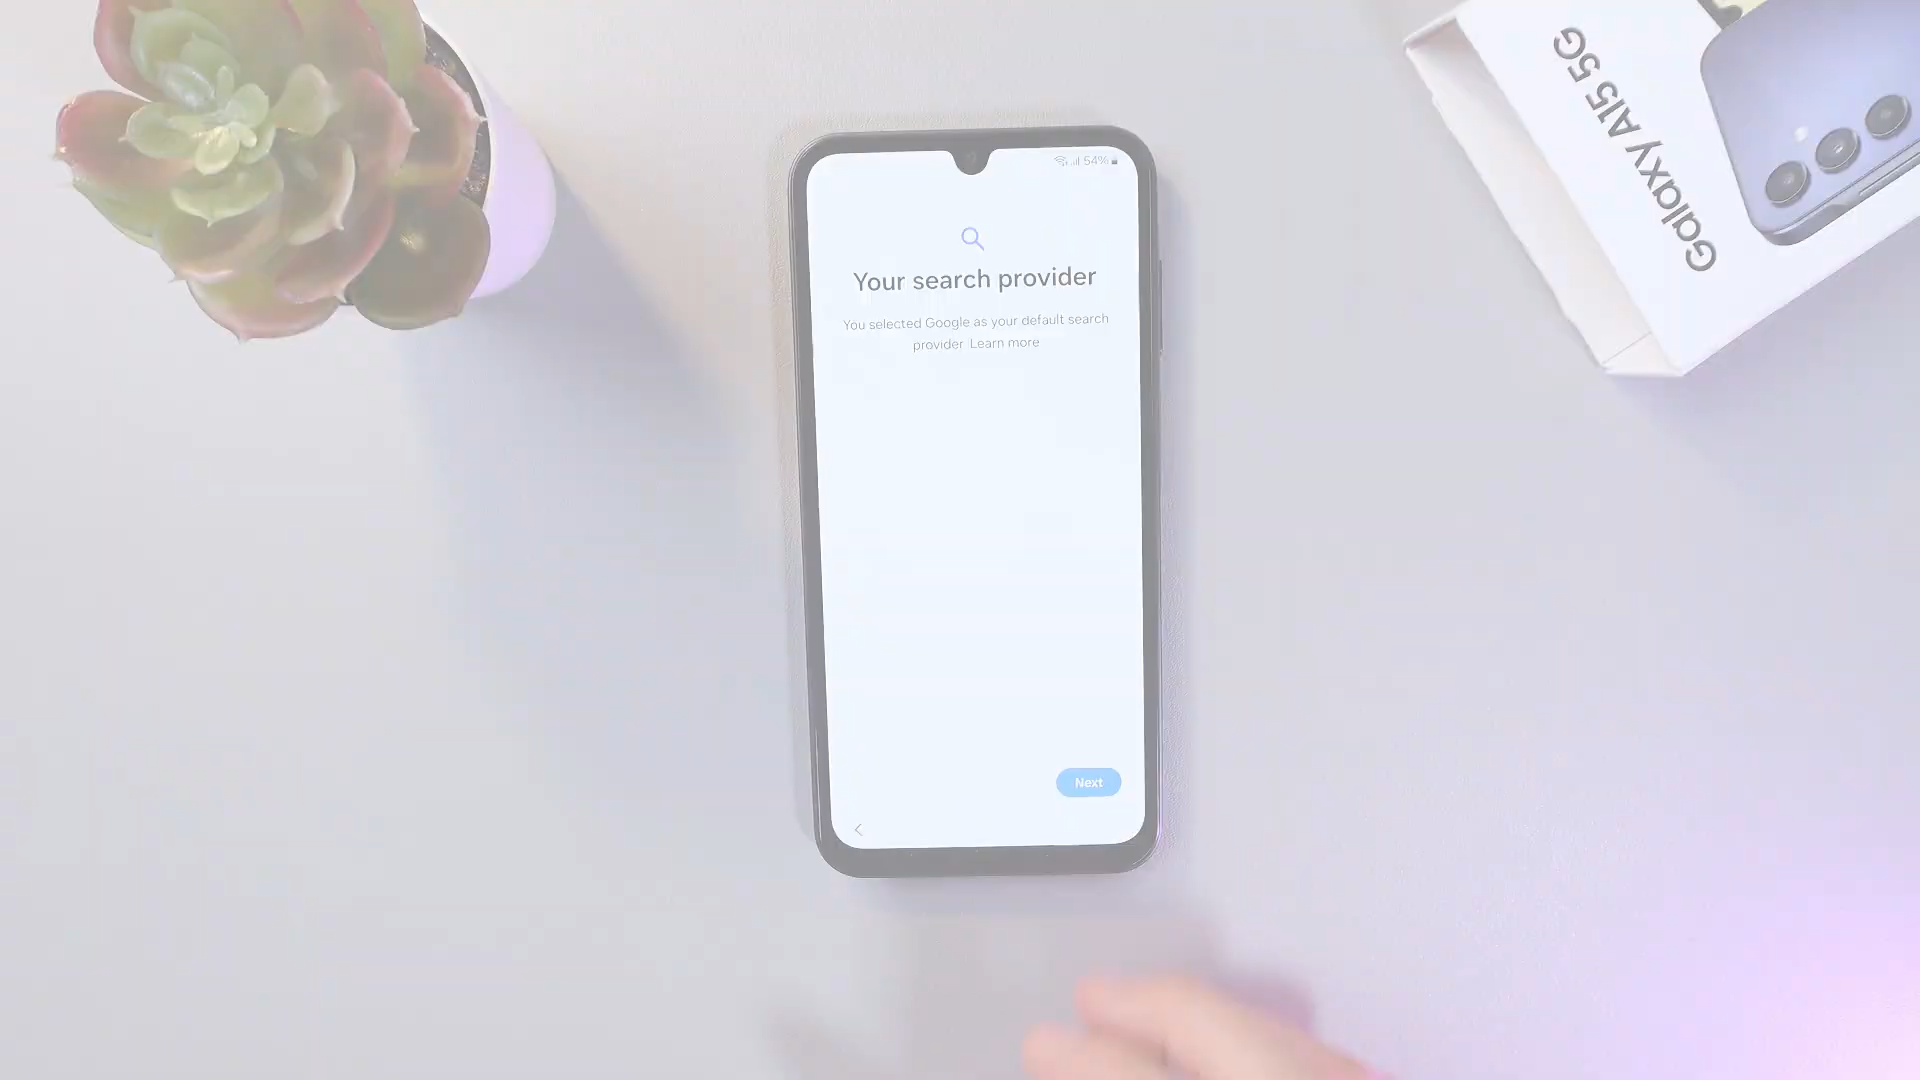 54%
Your search provider
You selected Google as your default search
provider Learn more
Next
Galaxy A15 5G